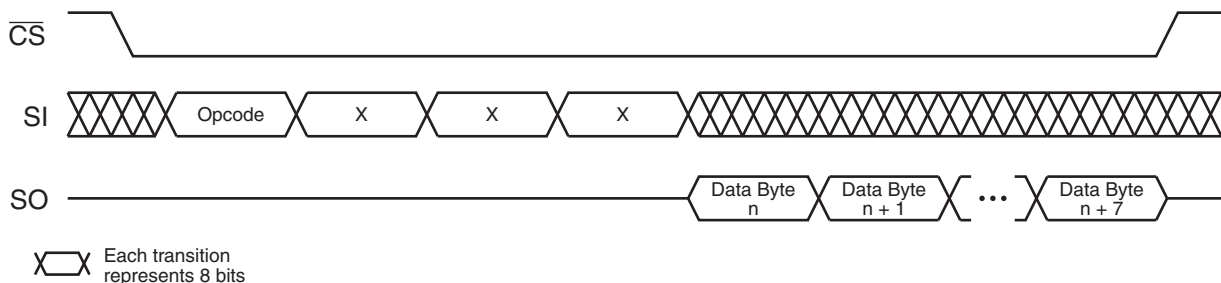 CS
SI
Opcode X X X
SO
Data Byte
n
Data Byte
n + 1
•••
Data Byte
n + 7
Each transition
represents 8 bits